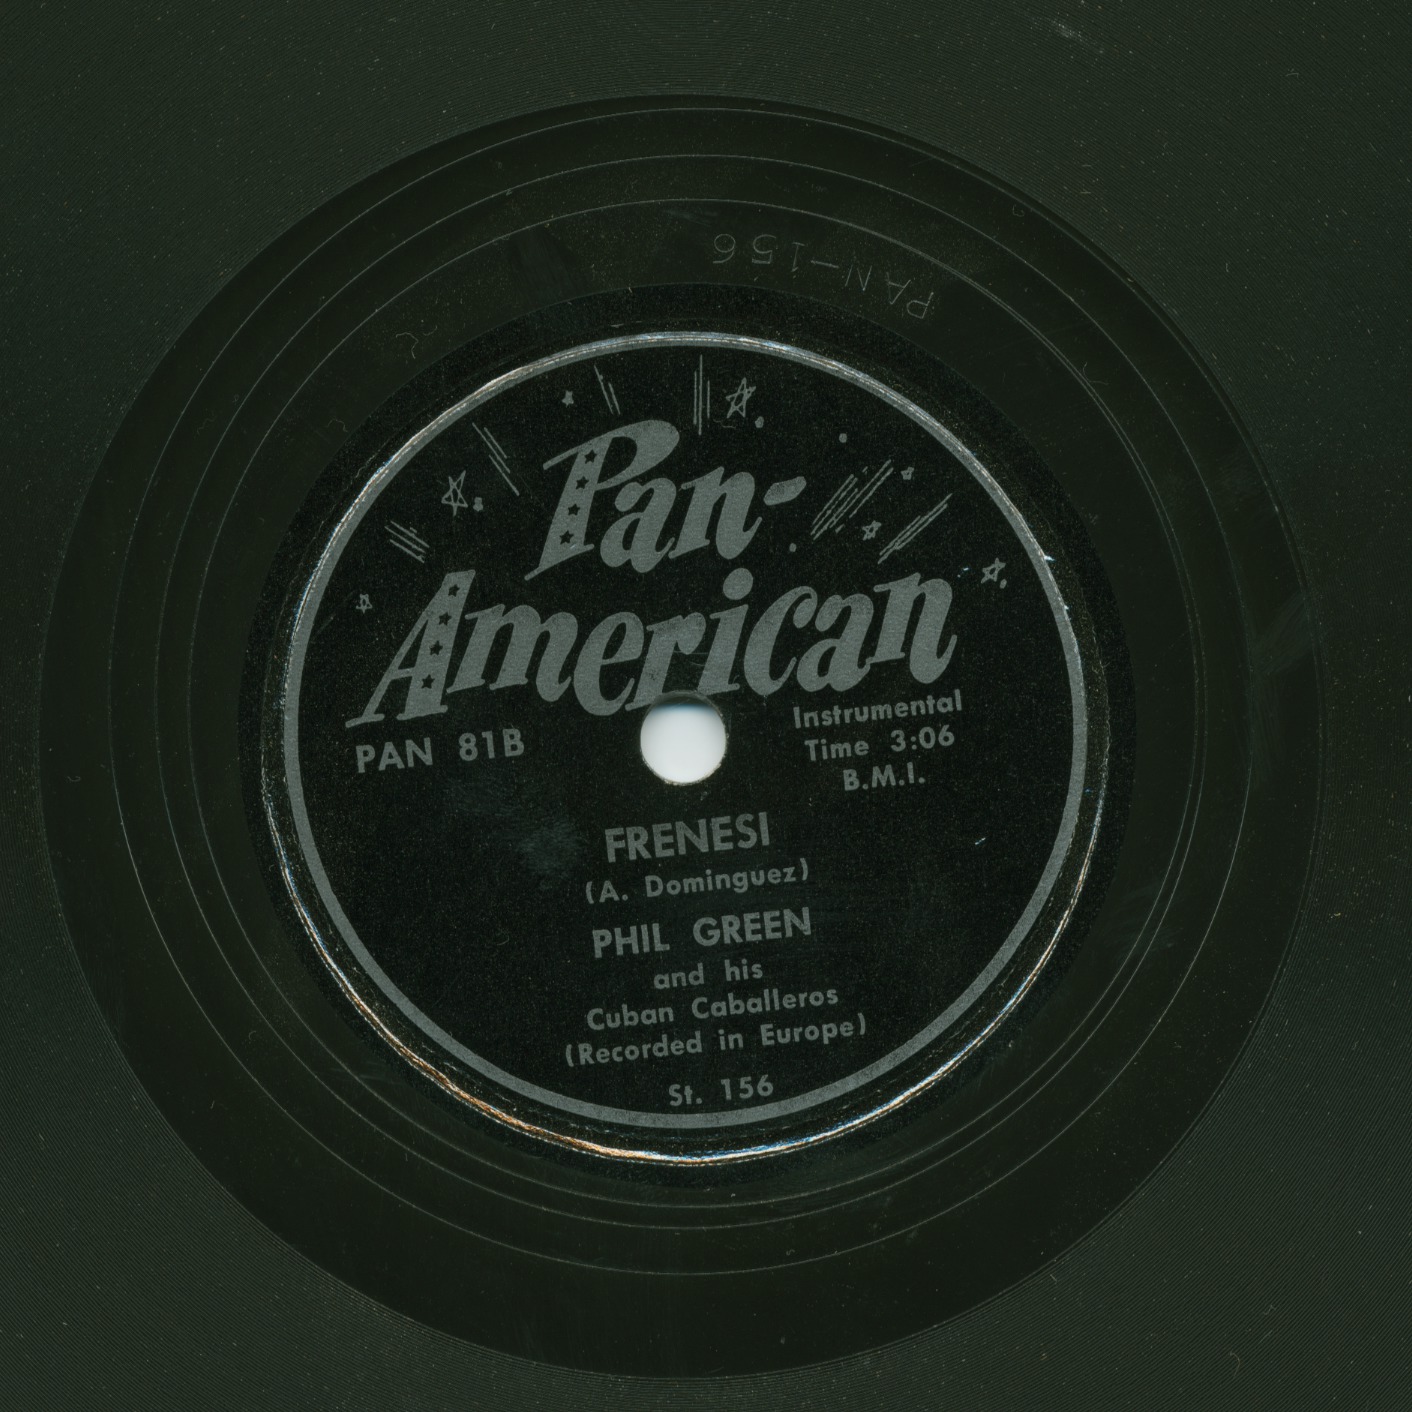 PAN-156
Pan-
American
PAN 81B
Instrumental
Time 3:06
B.M.I.
FRENESI
(A. Dominguez)
PHIL GREEN
and his
Cuban Caballeros
(Recorded in Europe)
St. 156